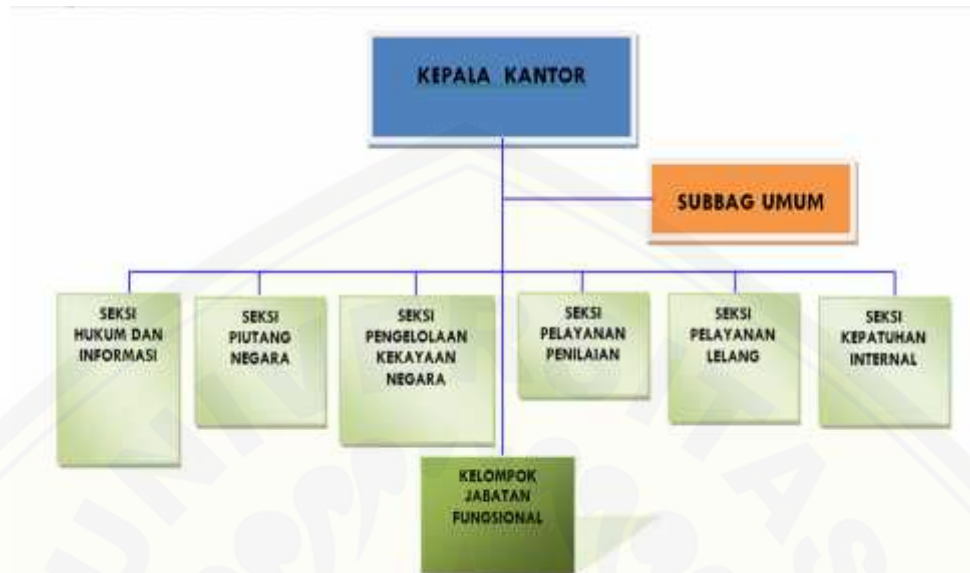 KEPALA KANTOR
SUBBAG UMUM
SEKSI
HUKUM DAN
INFORMASI
SEKSI
PIUTANG
NEGARA
SEKSI
PENGELOLAAN
KEKAYAAN
NEGARA
SEKSI
PELAYANAN
PENILAIAN
SEKSI
PELAYANAN
LELANG
SEKSI
KEPATUHAN
INTERNAL
KELOMPOK
JABATAN
FUNGSIONAL
UNIVERSITAS